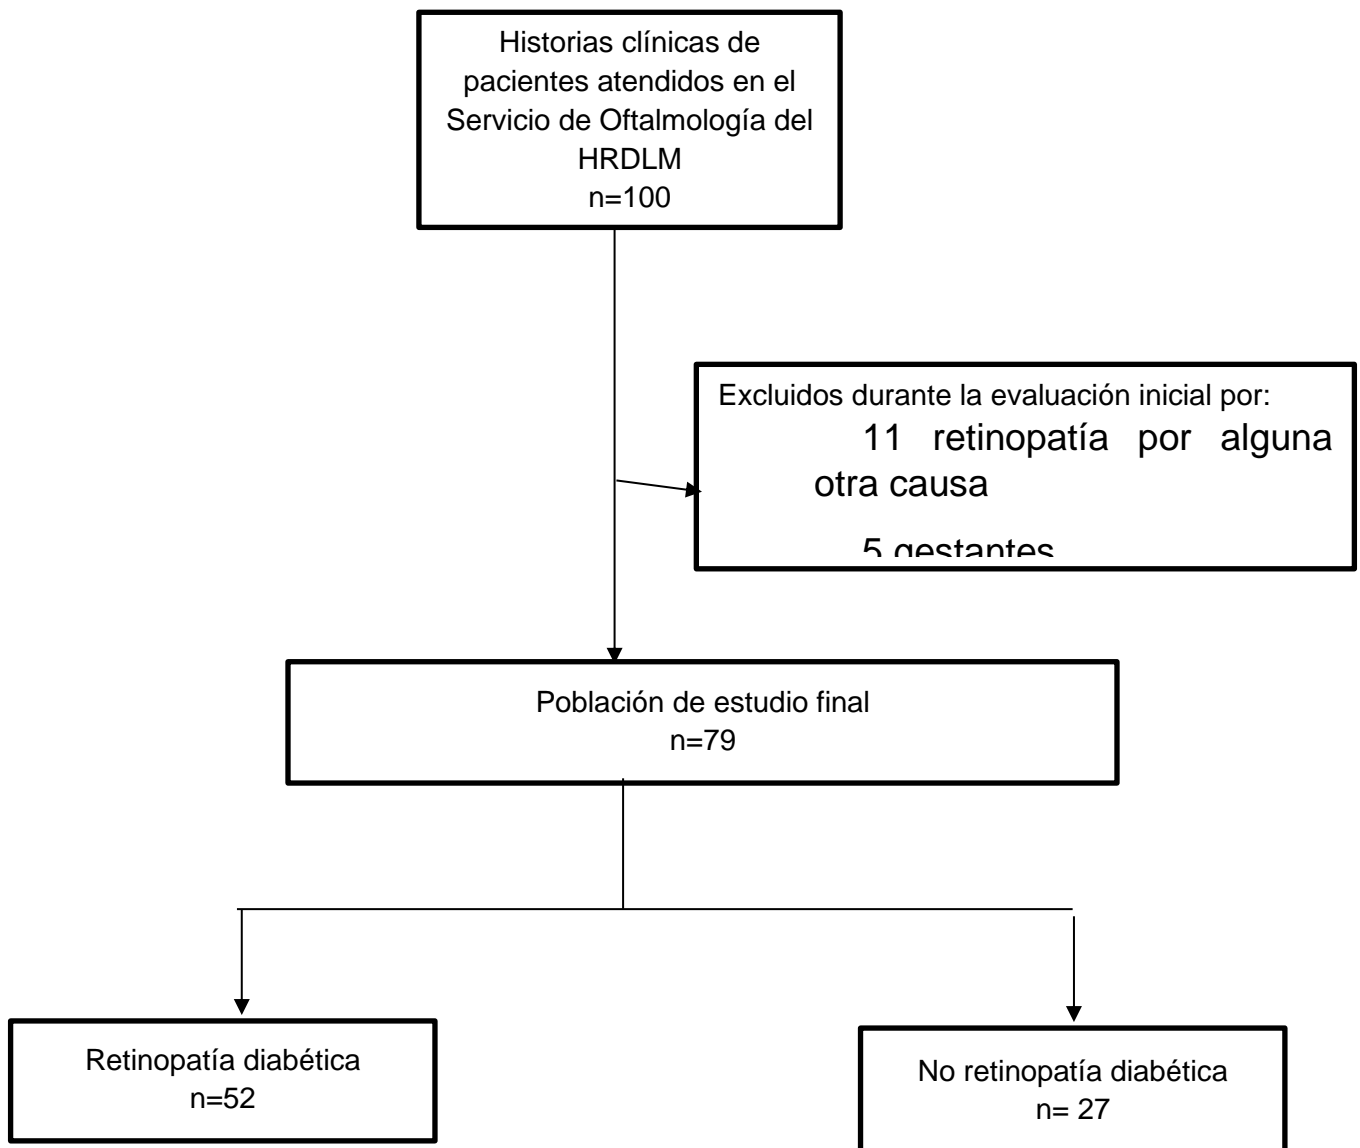 Historias clínicas de
pacientes atendidos en el
Servicio de Oftalmología del
HRDLM
n=100
Excluidos durante la evaluación inicial por:
11 retinopatía por alguna
otra causa
5 gestantes
Población de estudio final
n=79
Retinopatía diabética
n=52
No retinopatía diabética
n= 27